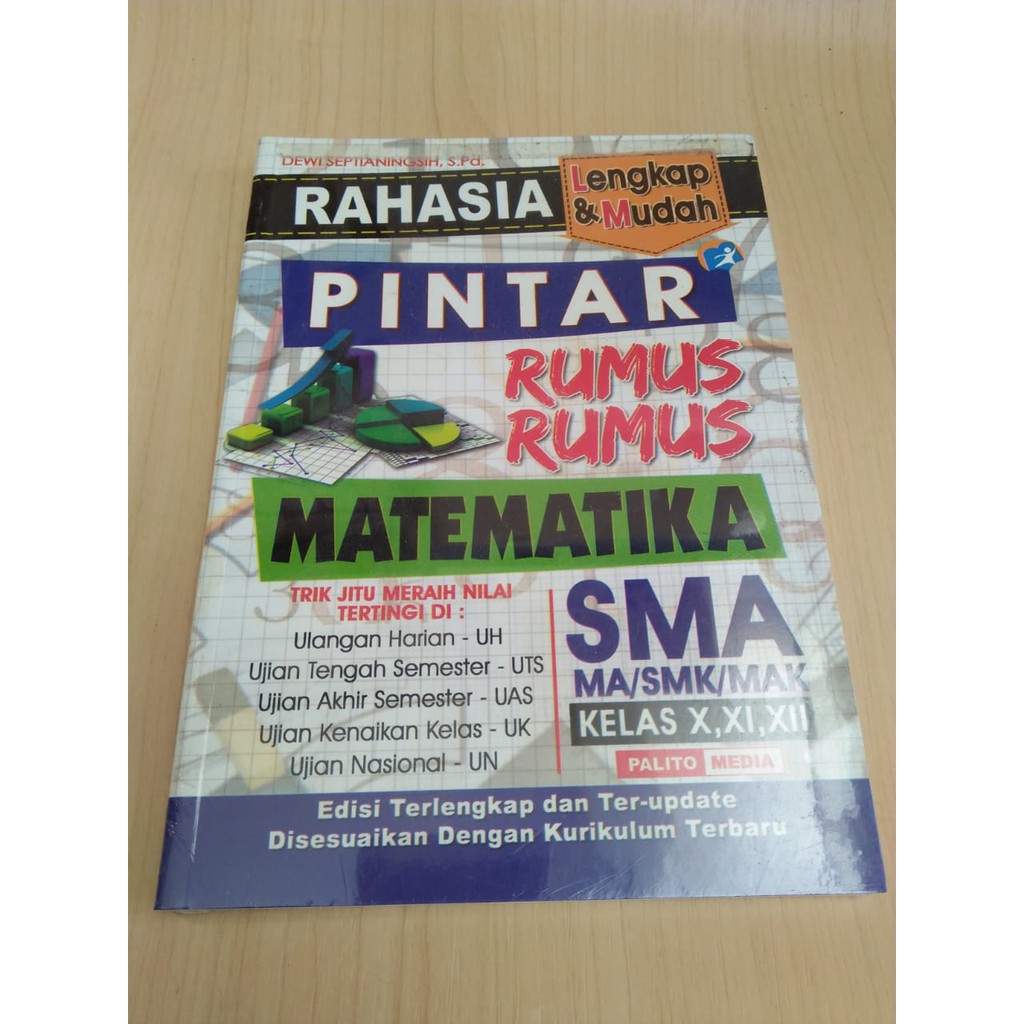 DEWI SEPTIANINGSIH, S.Pd.
RAHASIA
Lengkap
&Mudah
PINTAR
RUMUS
RUMUS
MATEMATIKA
TRIK JITU MERAIH NILAI
TERTINGI DI :
Ulangan Harian - UH
Ujian Tengah Semester - UTS
Ujian Akhir Semester - UAS
Ujian Kenaikan Kelas - UK
Ujian Nasional - UN
SMA
MA/SMK/MAK
KELAS X,XI,XII
PALITO MEDIA
Edisi Terlengkap dan Ter-update
Disesuaikan Dengan Kurikulum Terbaru